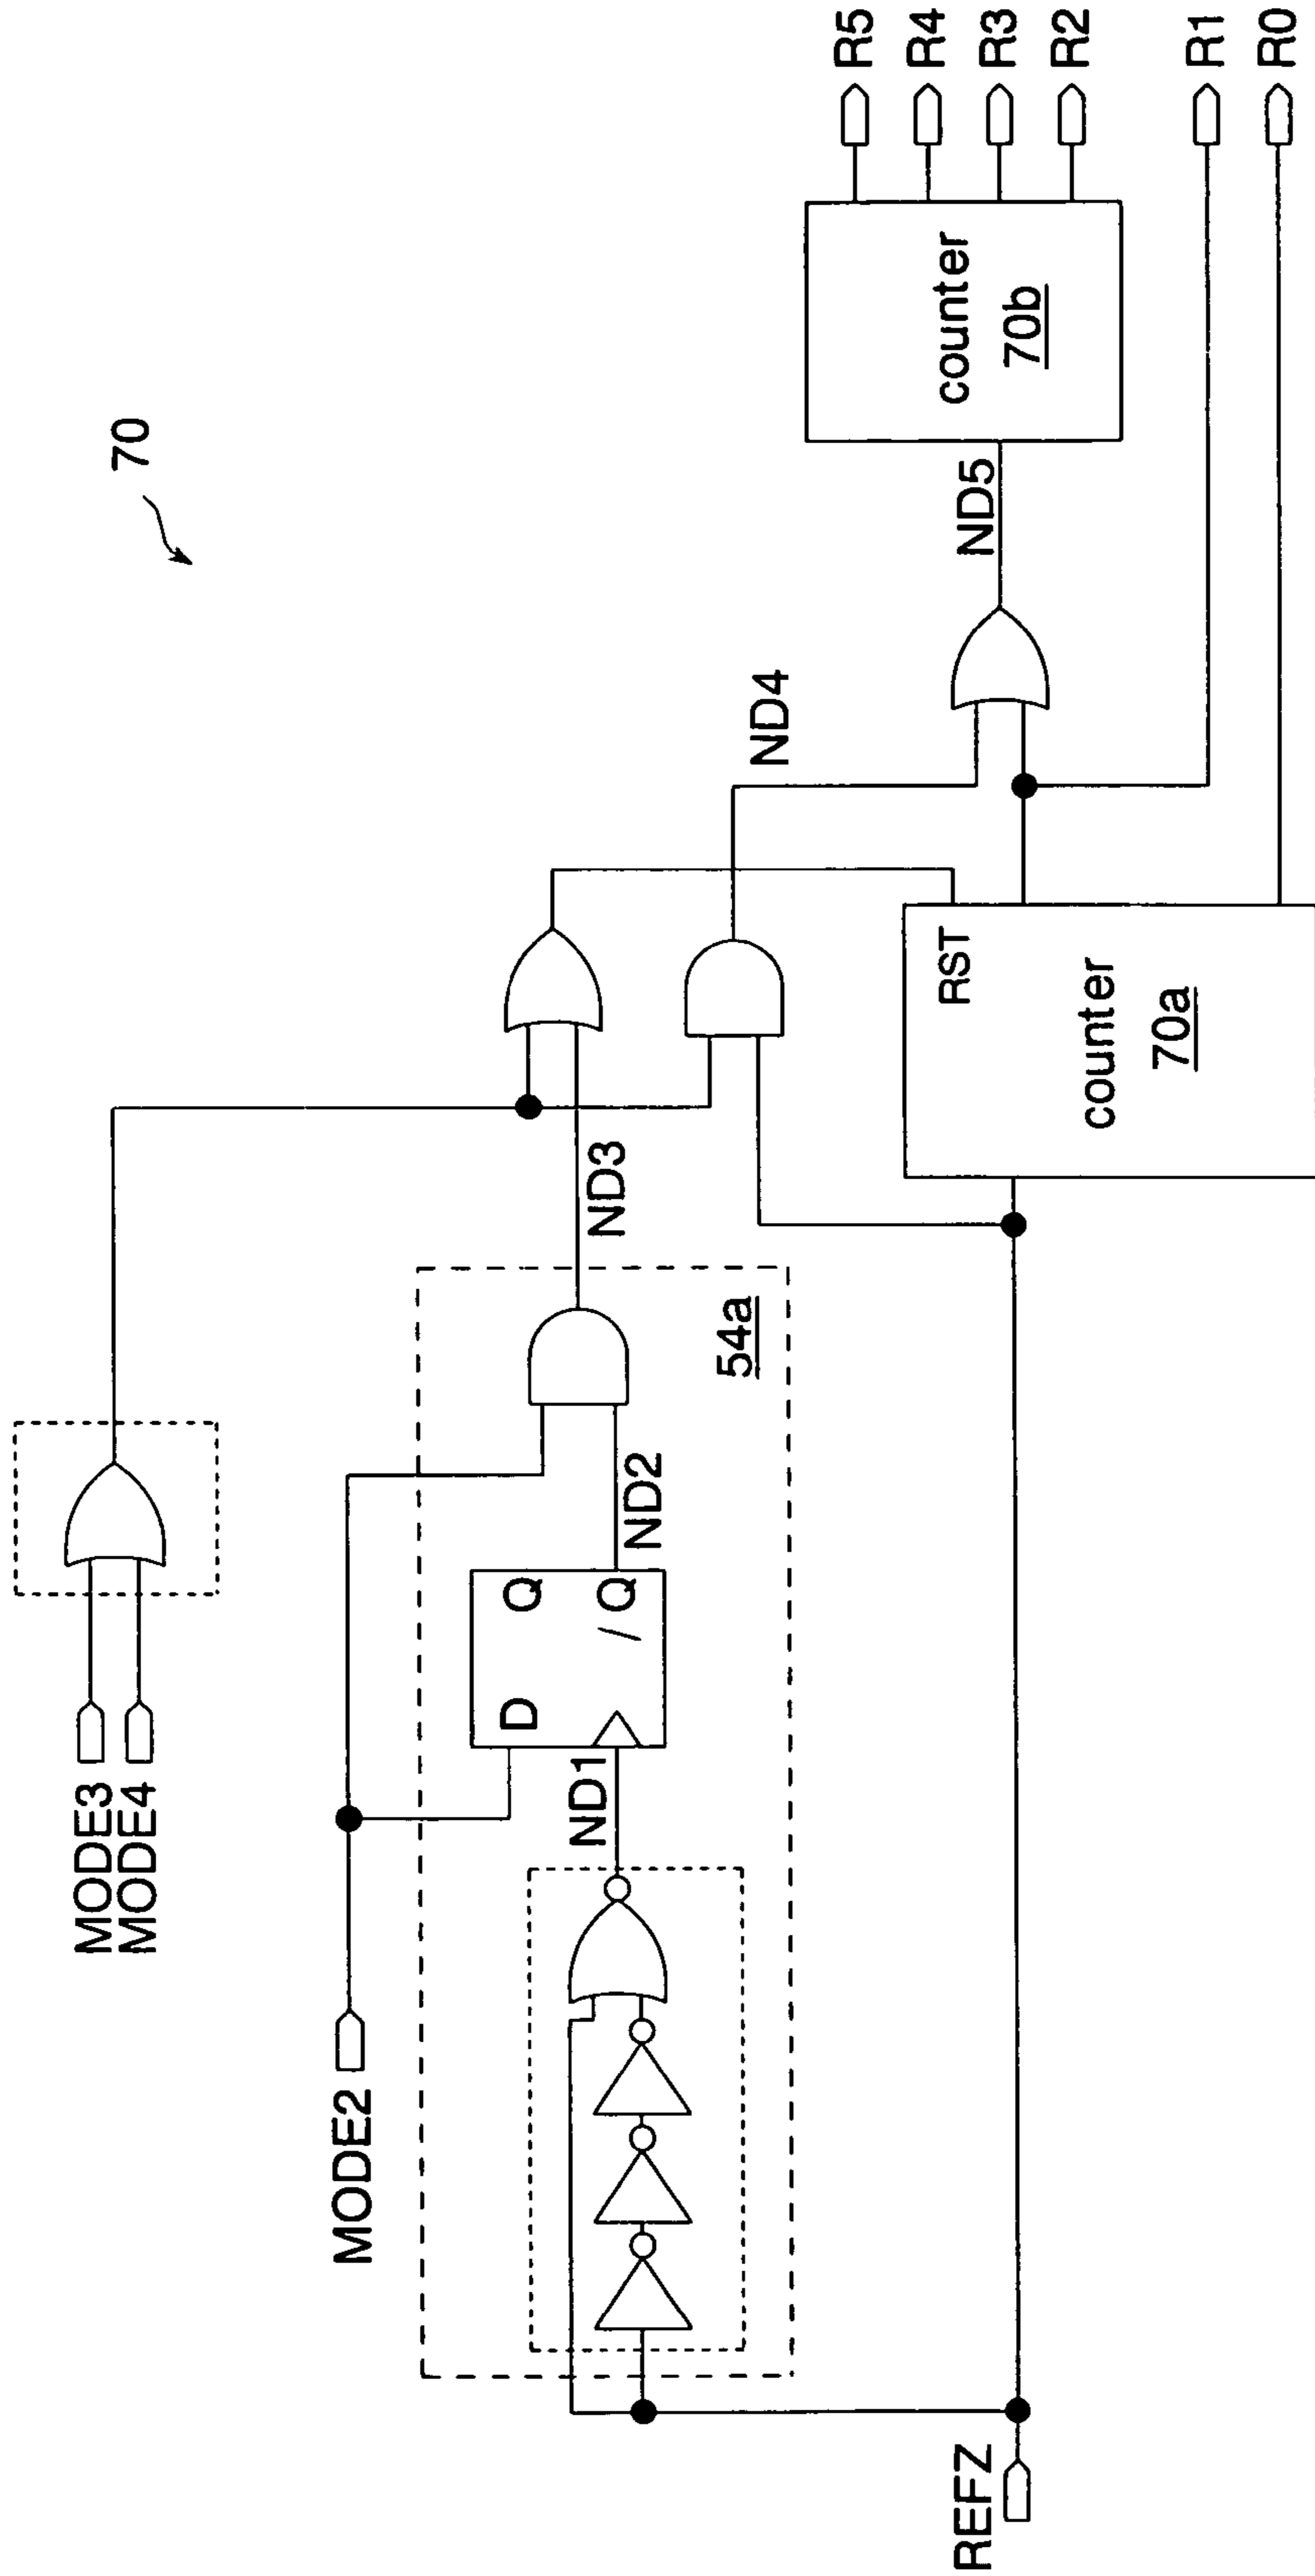 70
MODE3
MODE4
MODE2
D
Q
/Q
ND1
ND2
54a
ND3
ND4
REFZ
RST
counter
70a
ND5
counter
70b
R5
R4
R3
R2
R1
R0